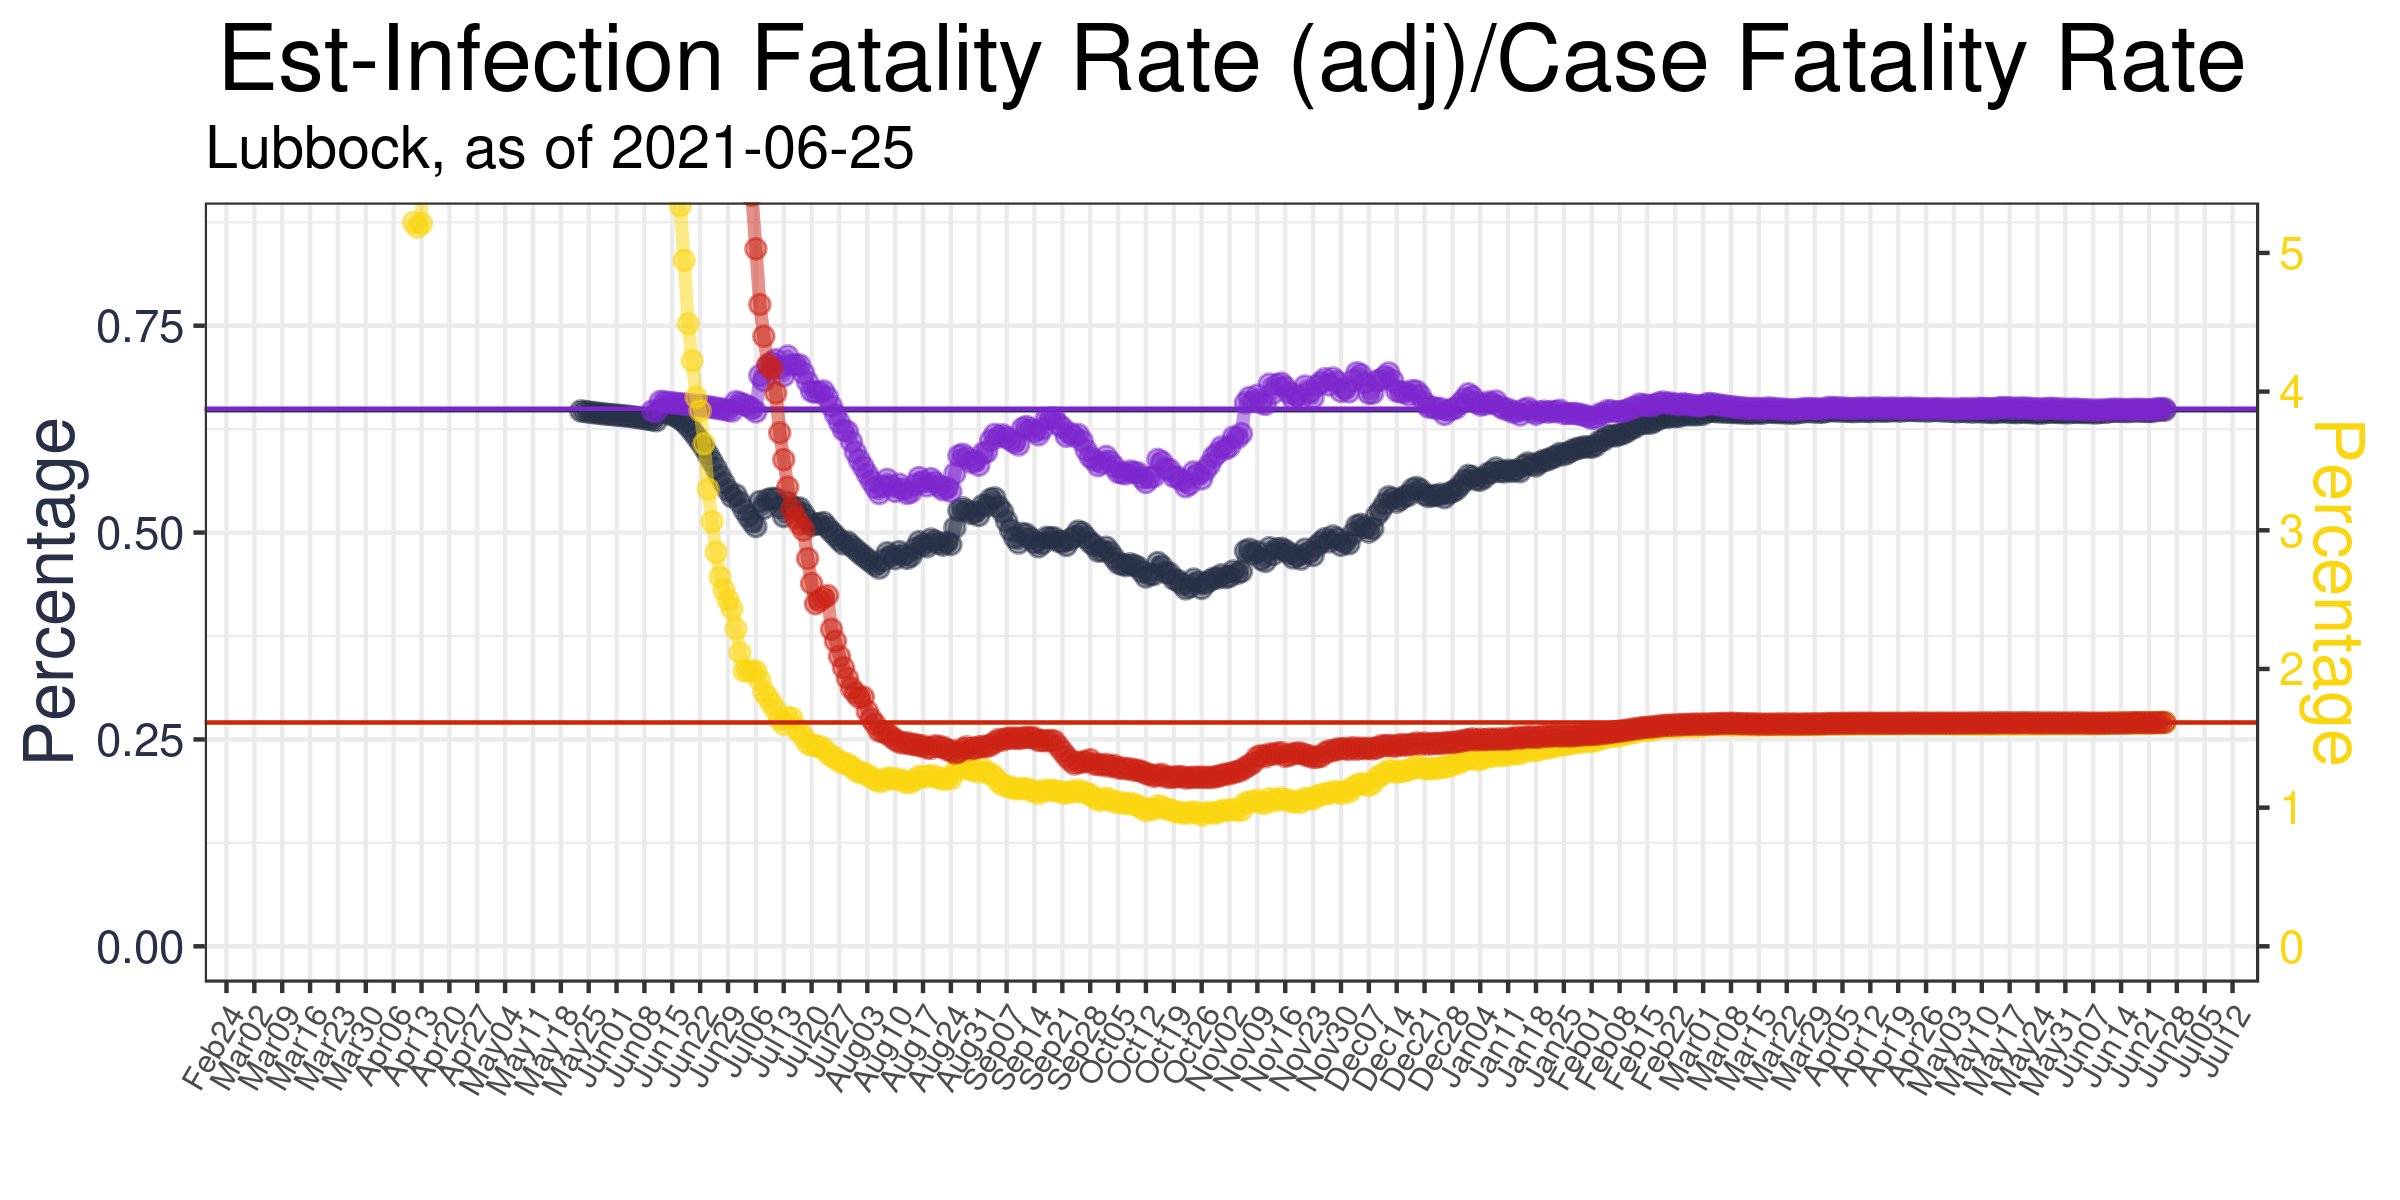 Est-Infection Fatality Rate (adj)/Case Fatality Rate
Lubbock, as of 2021-06-25
Percentage
0.75
0.50
0.25
0.00
5
4
3
2
1
0
Percentage
Feb24
Mar02
Mar09
Mar16
Mar23
Mar30
Apr06
Apr13
Apr20
Apr27
May04
May11
May18
May25
Jun01
Jun08
Jun15
Jun22
Jun29
Jul06
Jul13
Jul20
Jul27
Aug03
Aug10
Aug17
Aug24
Aug31
Sep07
Sep14
Sep21
Sep28
Oct05
Oct12
Oct19
Oct26
Nov02
Nov09
Nov16
Nov23
Nov30
Dec07
Dec14
Dec21
Dec28
Jan04
Jan11
Jan18
Jan25
Feb01
Feb08
Feb15
Feb22
Mar01
Mar08
Mar15
Mar22
Mar29
Apr05
Apr12
Apr19
Apr26
May03
May10
May17
May24
May31
Jun07
Jun14
Jun21
Jun28
Jul05
Jul12